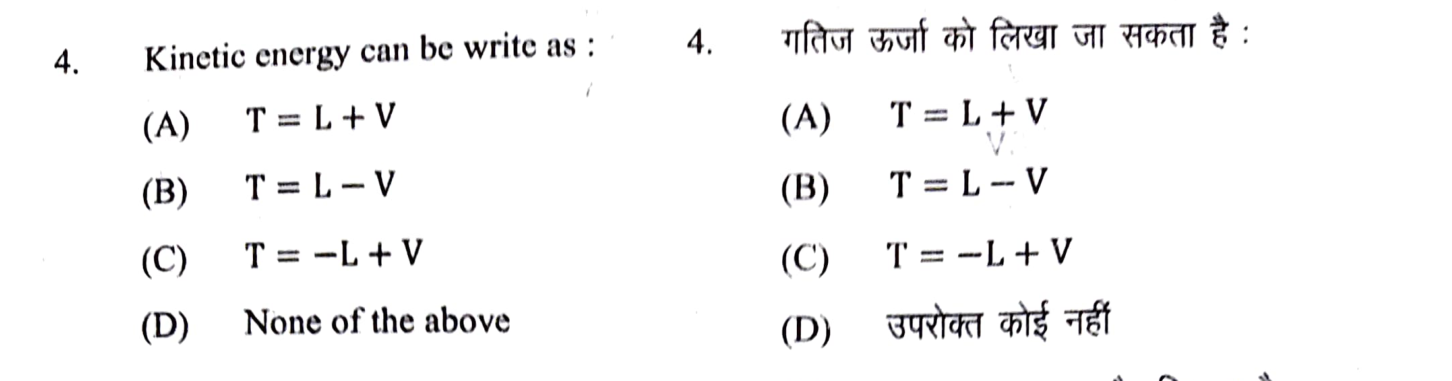 4. Kinetic energy can be write as :
(A) T = L + V
(B) T = L – V
(C) T = –L + V
(D) None of the above
4. गतिज ऊर्जा को लिखा जा सकता है :
(A) T = L + V
(B) T = L – V
(C) T = –L + V
(D) उपरोक्त कोई नहीं